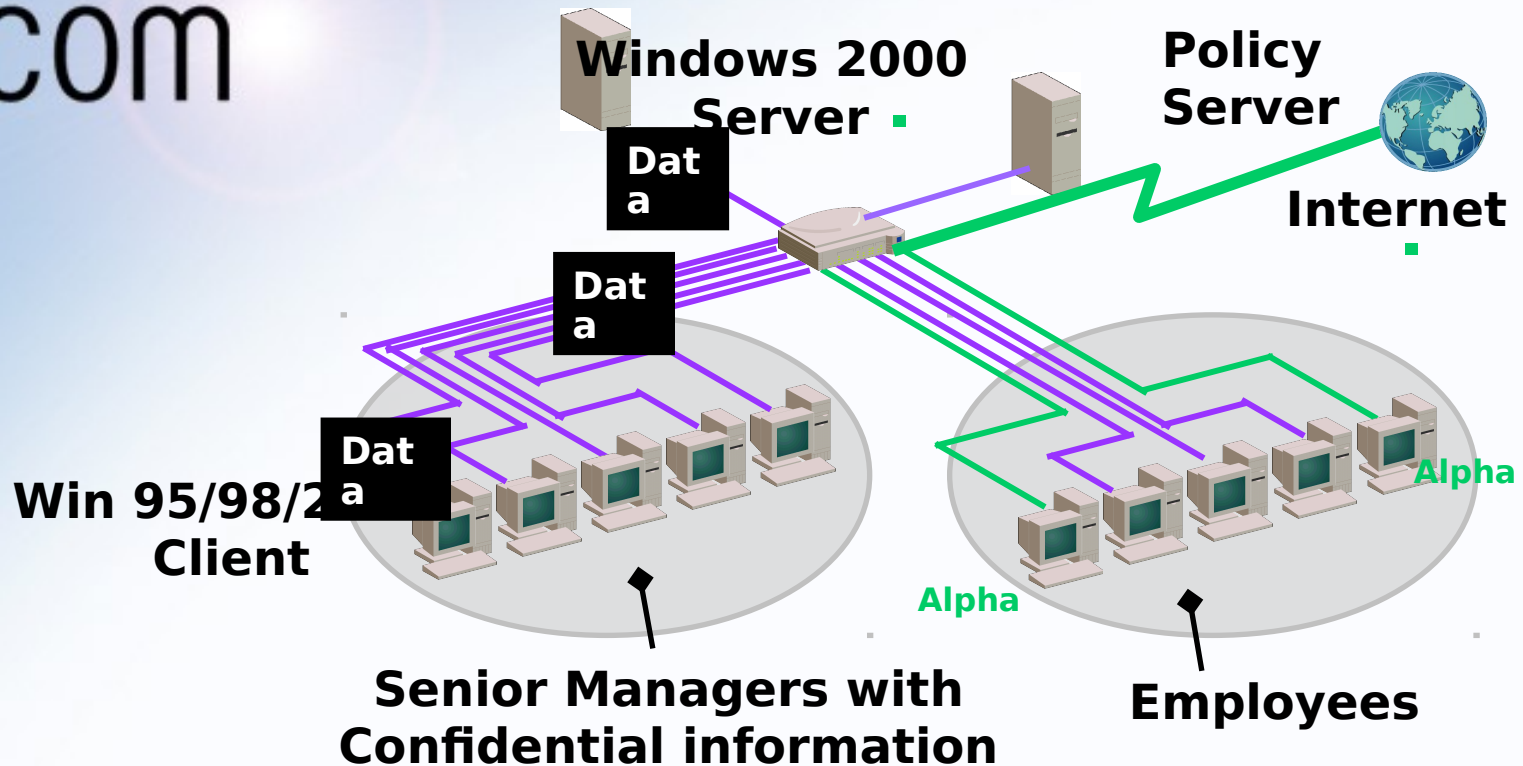 com
Windows 2000
Server
Policy
Server
Dat
a
Internet
Dat
a
Dat
a
Win 95/98/2
Client
Alpha
Alpha
Senior Managers with
Confidential information
Employees